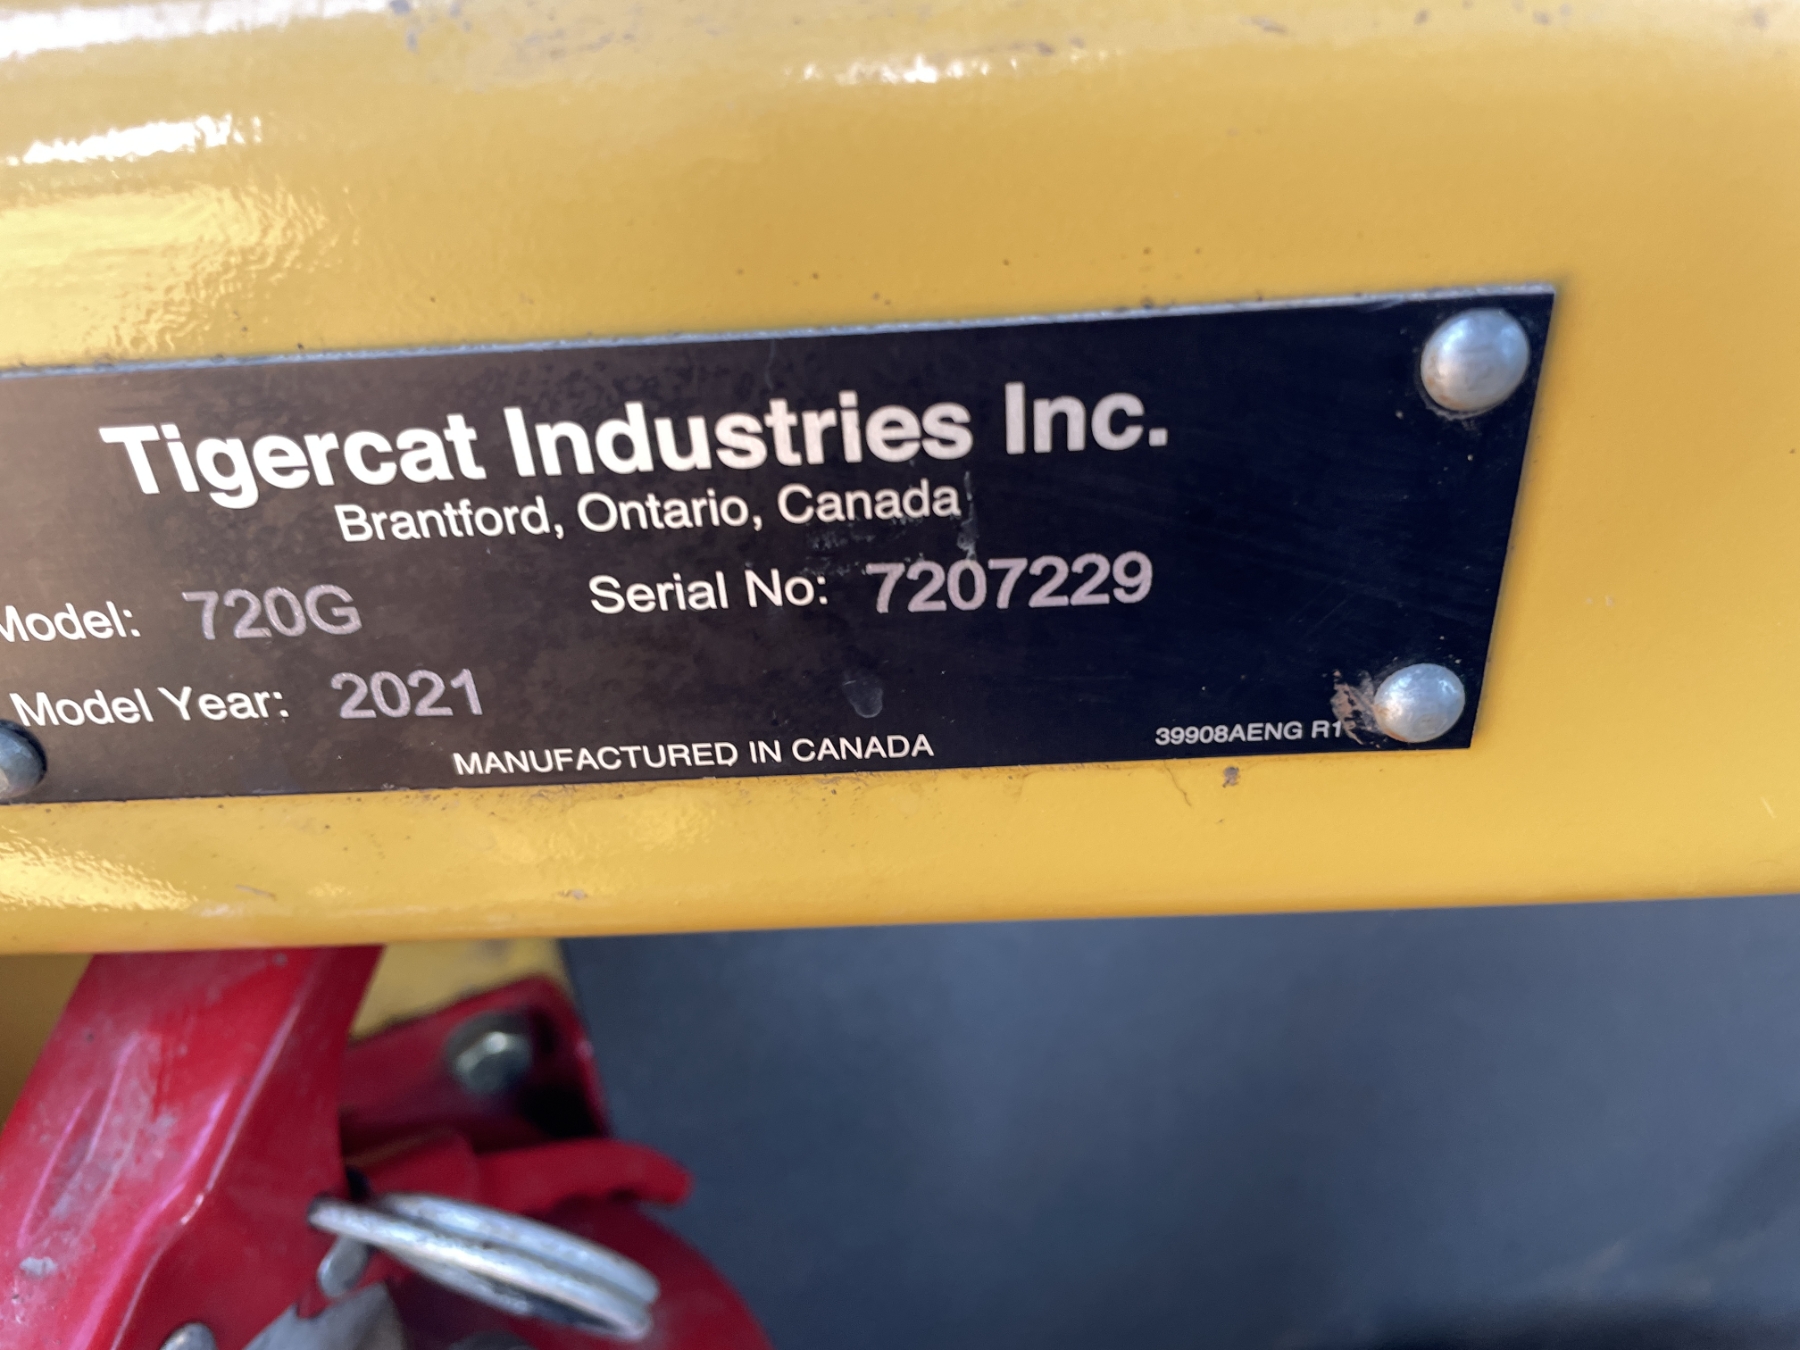 Tigercat Industries Inc.
Brantford, Ontario, Canada
Model: 720G Serial No: 7207229
Model Year: 2021
MANUFACTURED IN CANADA
39908AENG R1